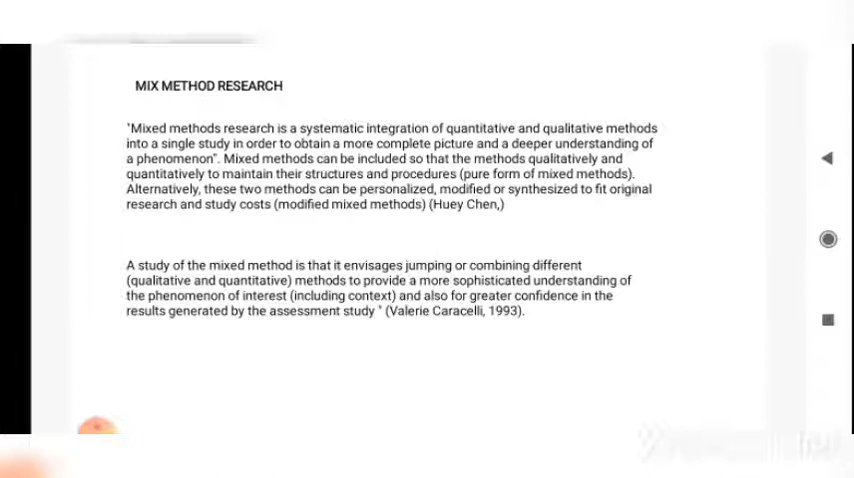 MIX METHOD RESEARCH
"Mixed methods research is a systematic integration of quantitative and qualitative methods
into a single study in order to obtain a more complete picture and a deeper understanding of
a phenomenon". Mixed methods can be included so that the methods qualitatively and
quantitatively to maintain their structures and procedures (pure form of mixed methods).
Alternatively, these two methods can be personalized, modified or synthesized to fit original
research and study costs (modified mixed methods) (Huey Chen,)
A study of the mixed method is that it envisages jumping or combining different
(qualitative and quantitative) methods to provide a more sophisticated understanding of
the phenomenon of interest (including context) and also for greater confidence in the
results generated by the assessment study " (Valerie Caracelli, 1993).